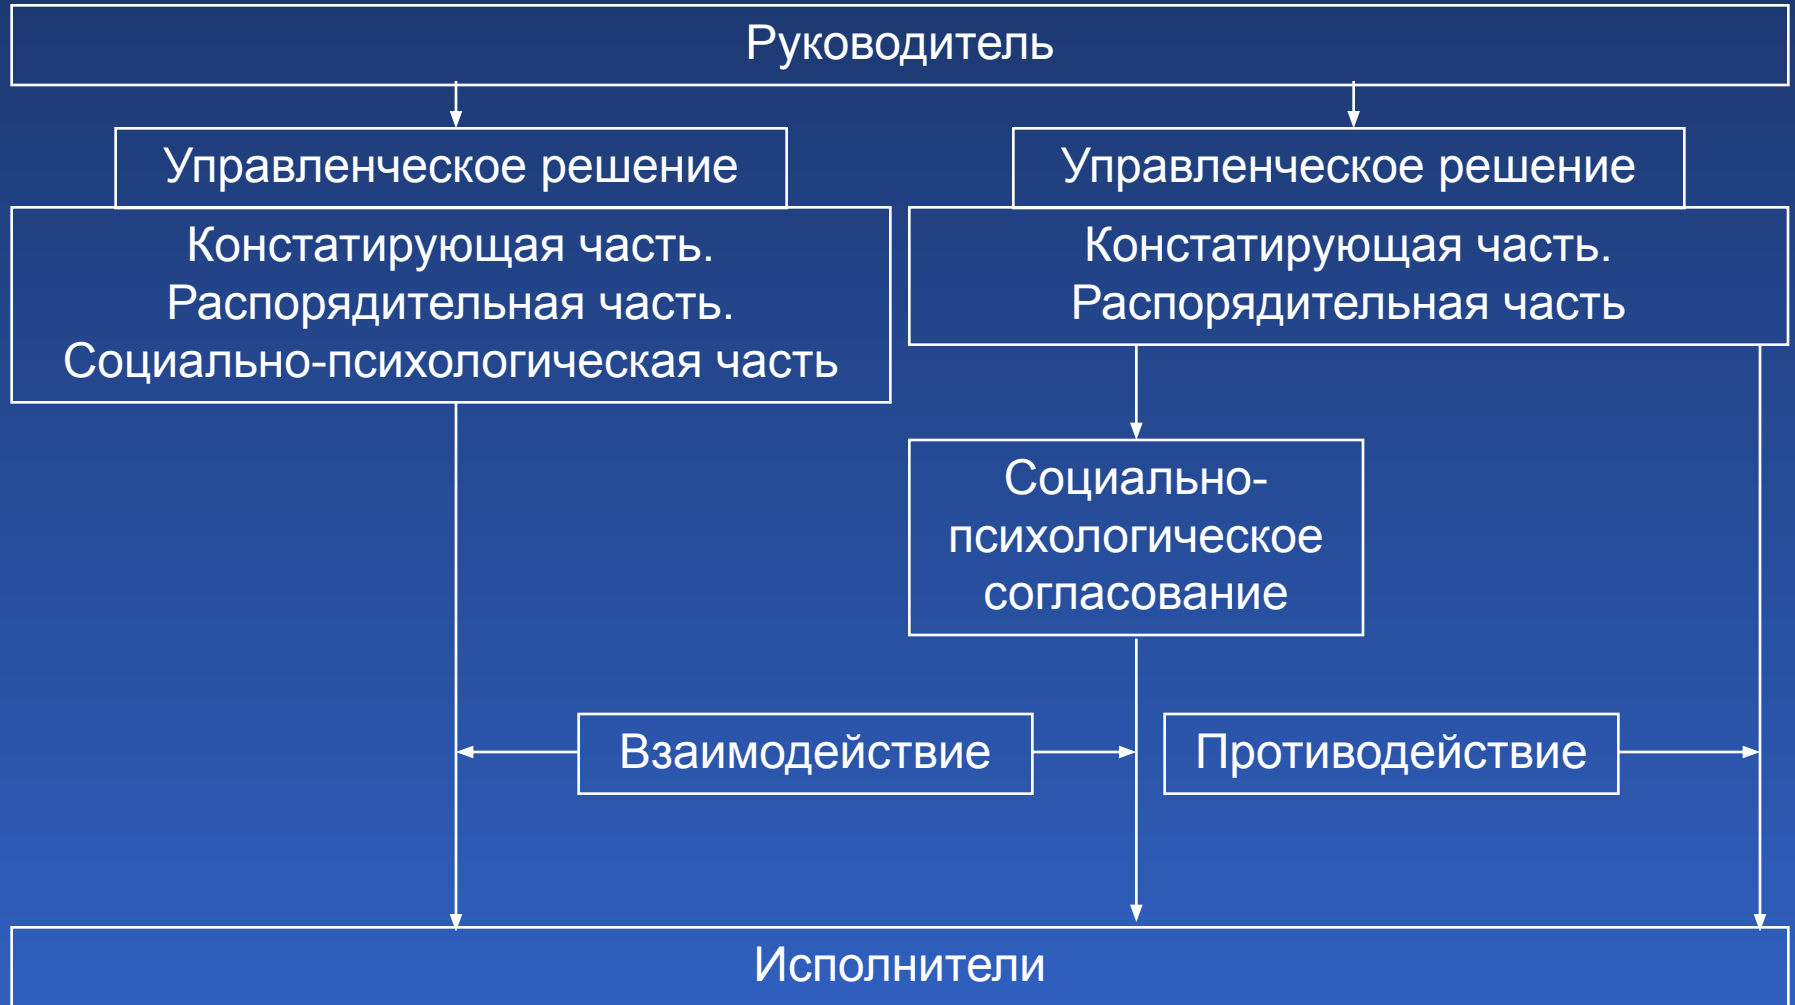 Руководитель
Управленческое решение
Констатирующая часть.
Распорядительная часть.
Социально-психологическая часть
Управленческое решение
Констатирующая часть.
Распорядительная часть
Социально-
психологическое
согласование
Взаимодействие
Противодействие
Исполнители